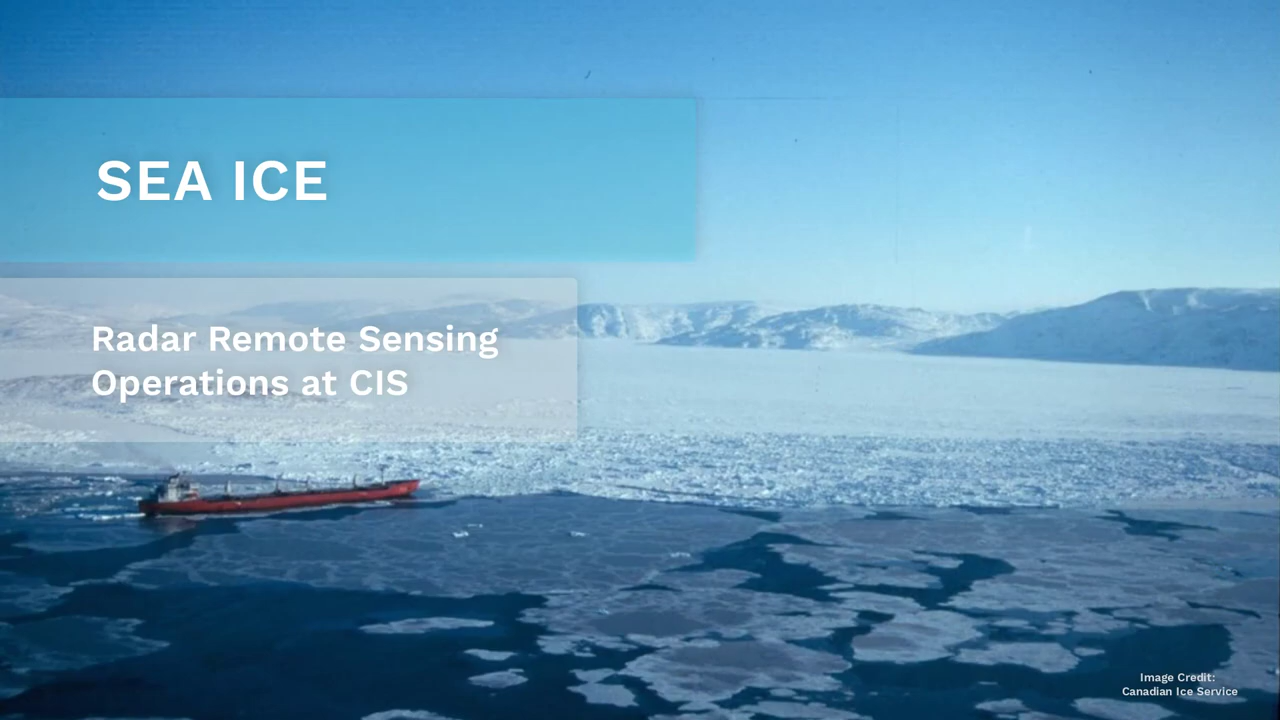 SEA ICE
Radar Remote Sensing
Operations at CIS
Image Credit:
Canadian Ice Service